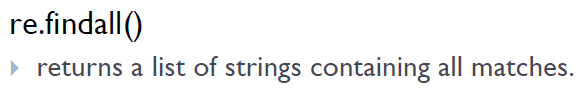 re.findall()
returns a list of strings containing all matches.